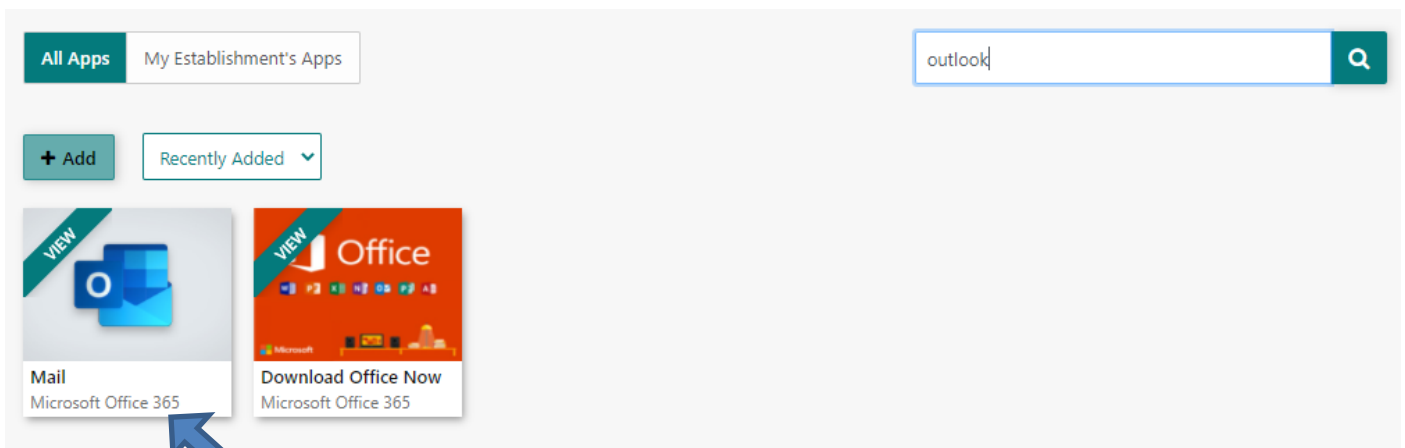 All Apps
My Establishment's Apps
outlook
+ Add
Recently Added
VIEW
VIEW
Office
Microsoft
Mail
Microsoft Office 365
Download Office Now
Microsoft Office 365